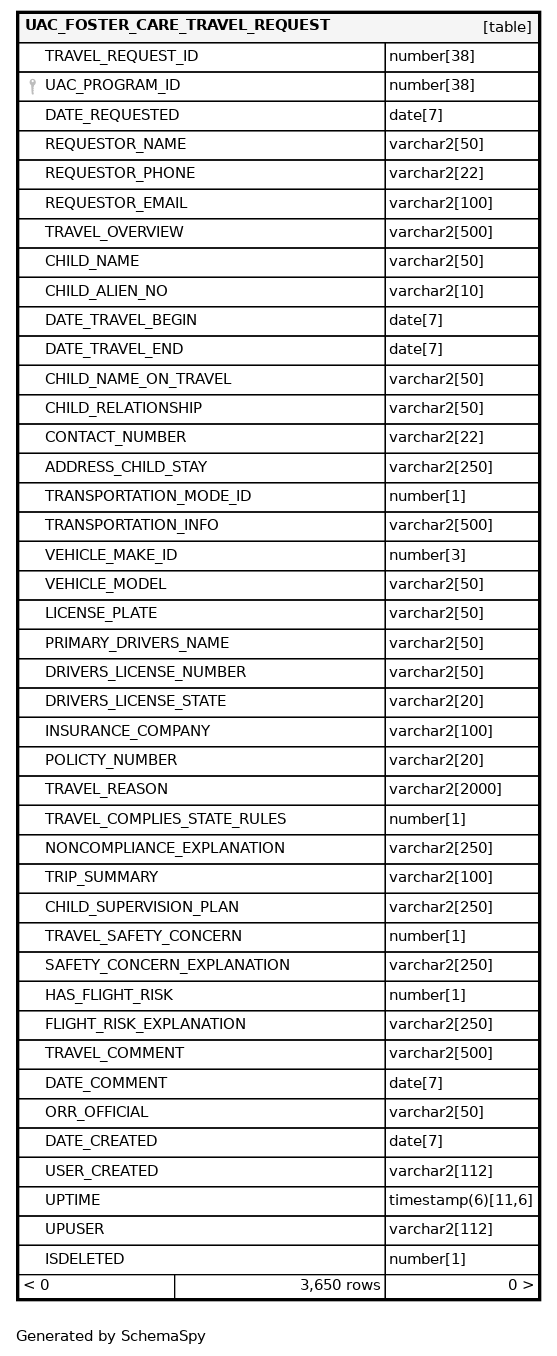 UAC_FOSTER_CARE_TRAVEL_REQUEST [table]
TRAVEL_REQUEST_ID number[38]
UAC_PROGRAM_ID number[38]
DATE_REQUESTED date[7]
REQUESTOR_NAME varchar2[50]
REQUESTOR_PHONE varchar2[22]
REQUESTOR_EMAIL varchar2[100]
TRAVEL_OVERVIEW varchar2[500]
CHILD_NAME varchar2[50]
CHILD_ALIEN_NO varchar2[10]
DATE_TRAVEL_BEGIN date[7]
DATE_TRAVEL_END date[7]
CHILD_NAME_ON_TRAVEL varchar2[50]
CHILD_RELATIONSHIP varchar2[50]
CONTACT_NUMBER varchar2[22]
ADDRESS_CHILD_STAY varchar2[250]
TRANSPORTATION_MODE_ID number[1]
TRANSPORTATION_INFO varchar2[500]
VEHICLE_MAKE_ID number[3]
VEHICLE_MODEL varchar2[50]
LICENSE_PLATE varchar2[50]
PRIMARY_DRIVERS_NAME varchar2[50]
DRIVERS_LICENSE_NUMBER varchar2[50]
DRIVERS_LICENSE_STATE varchar2[20]
INSURANCE_COMPANY varchar2[100]
POLICTY_NUMBER varchar2[20]
TRAVEL_REASON varchar2[2000]
TRAVEL_COMPLIES_STATE_RULES number[1]
NONCOMPLIANCE_EXPLANATION varchar2[250]
TRIP_SUMMARY varchar2[100]
CHILD_SUPERVISION_PLAN varchar2[250]
TRAVEL_SAFETY_CONCERN number[1]
SAFETY_CONCERN_EXPLANATION varchar2[250]
HAS_FLIGHT_RISK number[1]
FLIGHT_RISK_EXPLANATION varchar2[250]
TRAVEL_COMMENT varchar2[500]
DATE_COMMENT date[7]
ORR_OFFICIAL varchar2[50]
DATE_CREATED date[7]
USER_CREATED varchar2[112]
UPTIME timestamp(6)[11,6]
UPUSER varchar2[112]
ISDELETED number[1]
< 0 3,650 rows 0 >
Generated by SchemaSpy